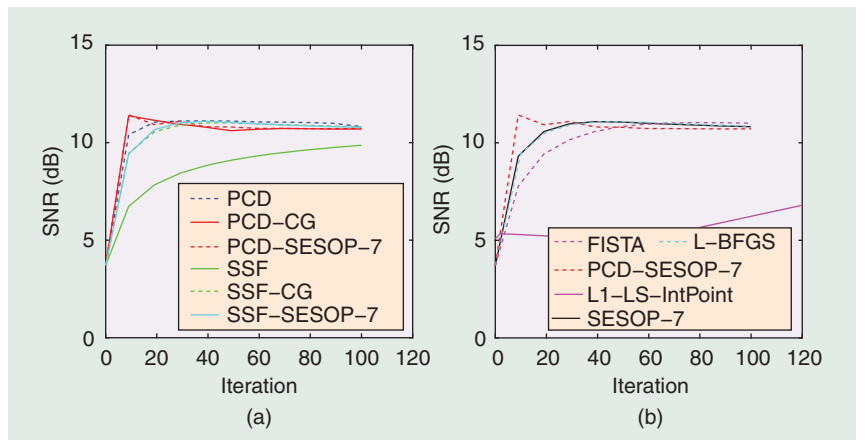 15
10
5
0
SNR (dB)
0 20 40 60 80 100 120
Iteration
(a)
PCD
PCD–CG
PCD–SESOP–7
SSF
SSF–CG
SSF–SESOP–7
15
10
5
0
SNR (dB)
0 20 40 60 80 100 120
Iteration
(b)
FISTA L–BFGS
PCD–SESOP–7
L1–LS–IntPoint
SESOP–7